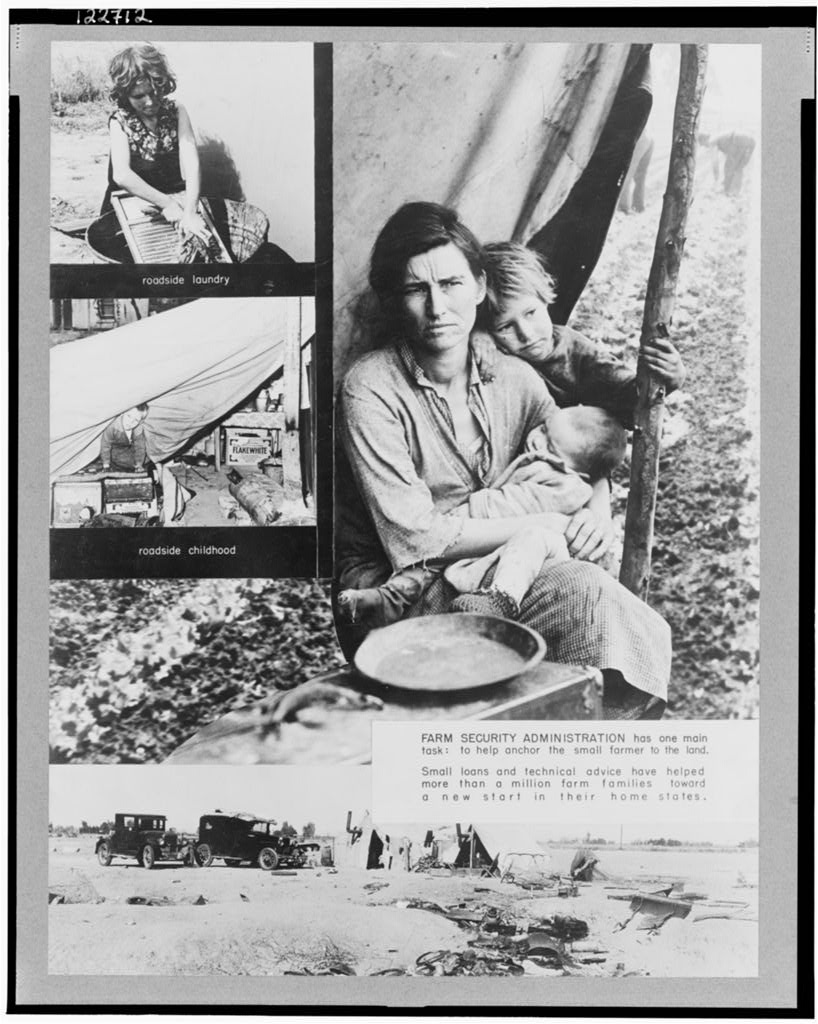 122712
roadside laundry
FLAKEWHITE
roadside childhood
FARM SECURITY ADMINISTRATION has one main
task: to help anchor the small farmer to the land.
Small loans and technical advice have helped
more than a million farm families toward
a new start in their home states.